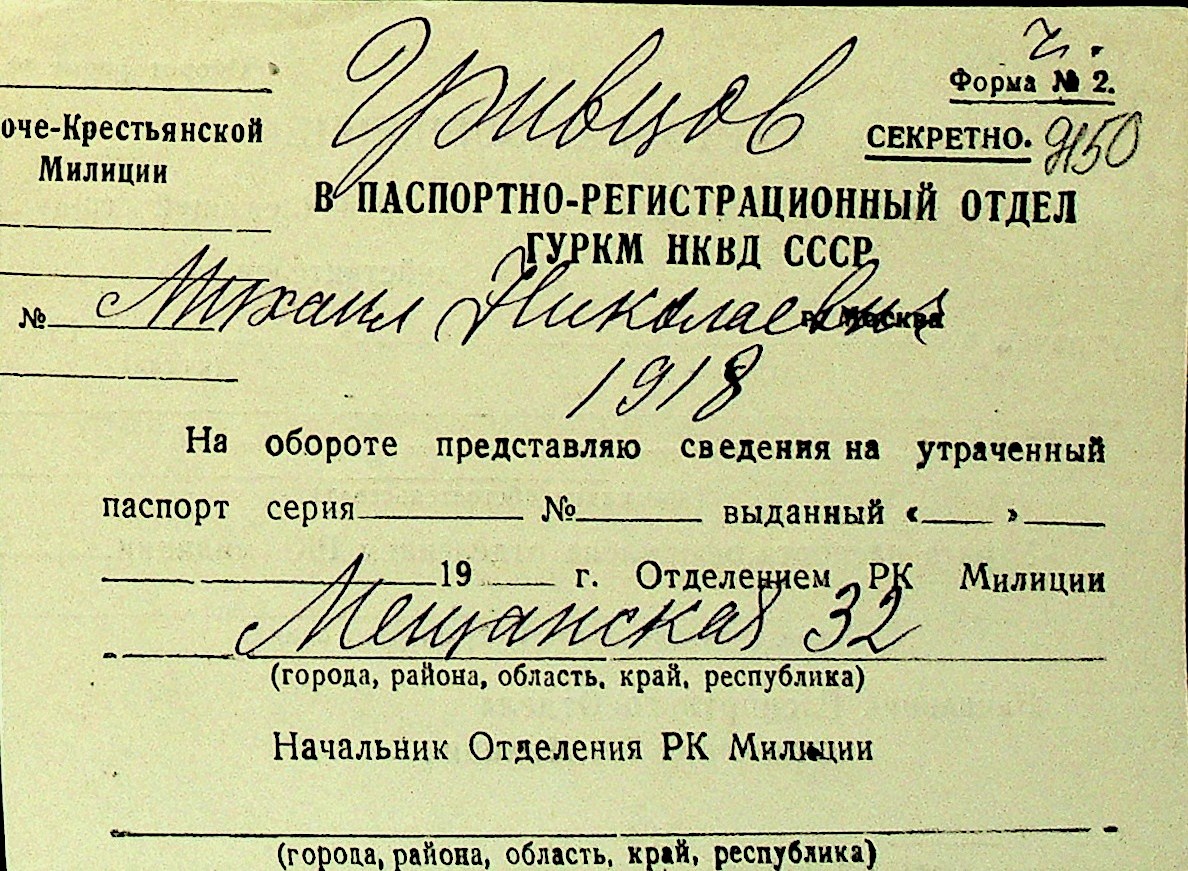 Гривцов
Форма № 2.
СЕКРЕТНО. 9150
оче-Крестьянской
Милиции
В ПАСПОРТНО-РЕГИСТРАЦИОННЫЙ ОТДЕЛ
ГУРКМ НКВД СССР
№ Михаил Николаевич
г. Москва
1918
На обороте представляю сведения на утраченный
паспорт серия № выданный « »
19 г. Отделением РК Милиции
Мещанская 32
(города, района, область, край, республика)
Начальник Отделения РК Милиции
(города, района, область, край, республика)